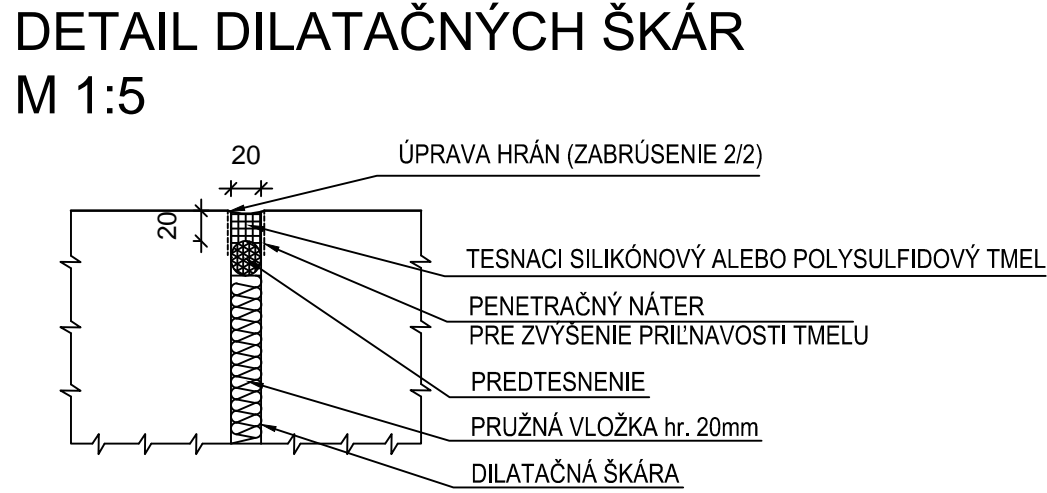 DETAIL DILATAČNÝCH ŠKÁR
M 1:5
20
ÚPRAVA HRÁN (ZABRÚSENIE 2/2)
20
TESNACI SILIKÓNOVÝ ALEBO POLYSULFIDOVÝ TMEL
PENETRAČNÝ NÁTER
PRE ZVÝŠENIE PRIĽNAVOSTI TMELU
PREDTESNENIE
PRUŽNÁ VLOŽKA hr. 20mm
DILATAČNÁ ŠKÁRA